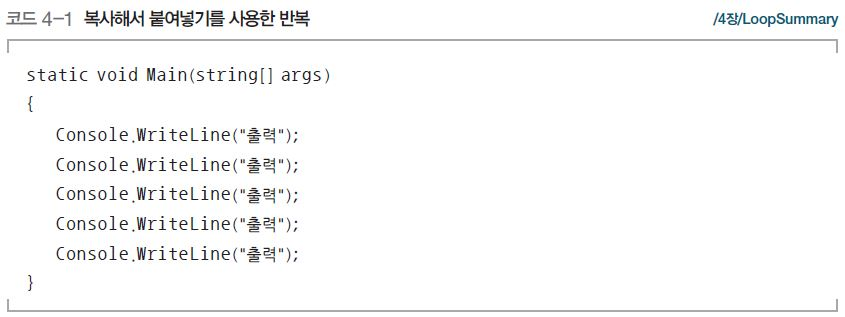 코드 4-1 복사해서 붙여넣기를 사용한 반복 /4장/LoopSummary
static void Main(string[] args)
{
Console.WriteLine("출력");
Console.WriteLine("출력");
Console.WriteLine("출력");
Console.WriteLine("출력");
Console.WriteLine("출력");
}